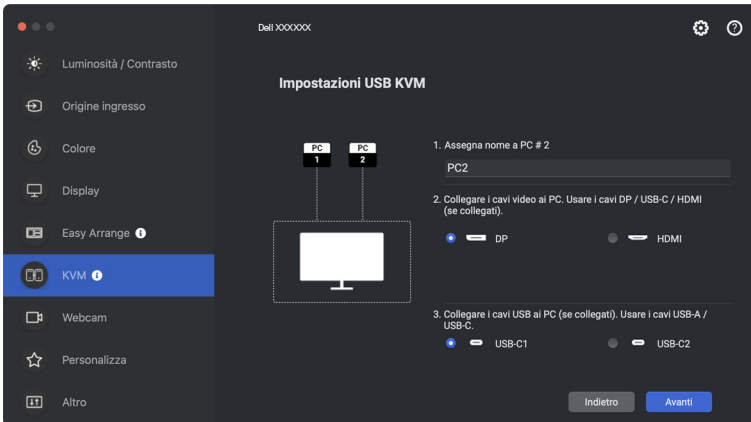 Dell XXXXXX
Luminosità / Contrasto
Origine ingresso
Colore
Display
Easy Arrange
KVM
Webcam
Personalizza
Altro
Impostazioni USB KVM
PC
1
PC
2
1. Assegna nome a PC # 2
PC2
2. Collegare i cavi video ai PC. Usare i cavi DP / USB-C / HDMI
(se collegati).
DP
HDMI
3. Collegare i cavi USB ai PC (se collegati). Usare i cavi USB-A /
USB-C.
USB-C1
USB-C2
Indietro
Avanti